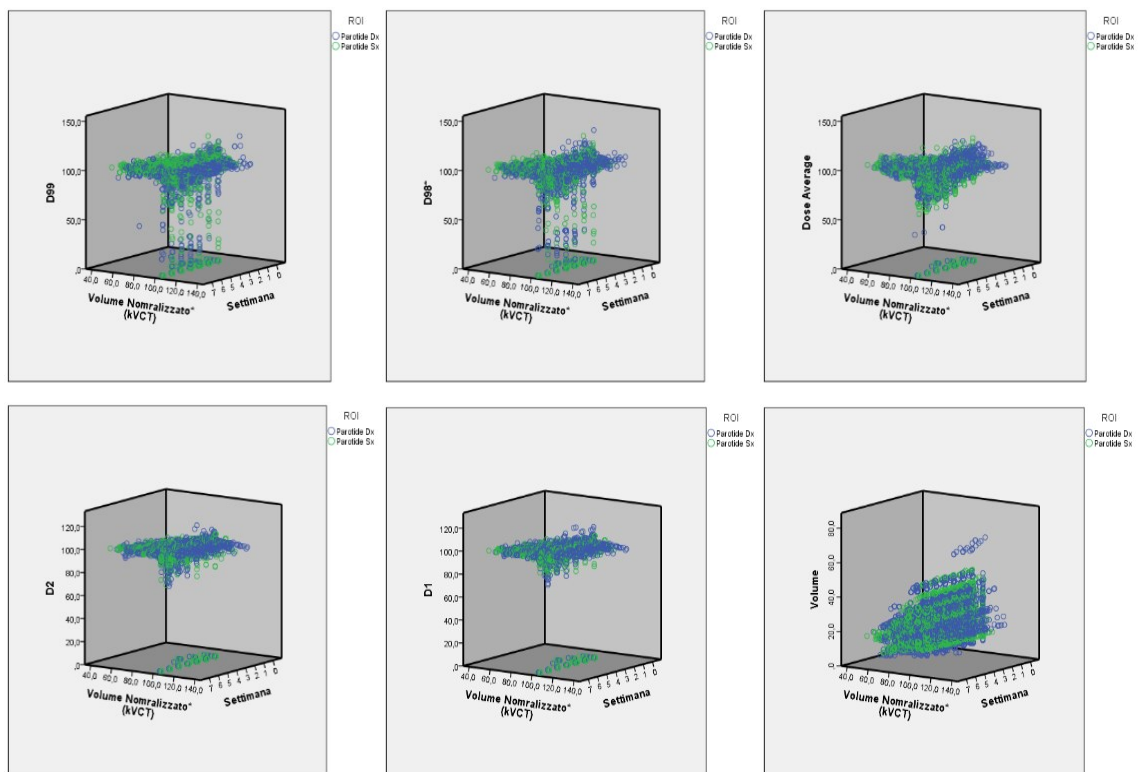 ROI
Parotide Dx
Parotide Sx
150,0
100,0
50,0
,0
D99
40,0 60,0 80,0 100,0 120,0 140,0
Volume Nomralizzato*
(kVCT)
7 6 5 4 3 2 1 0
Settimana
ROI
Parotide Dx
Parotide Sx
150,0
100,0
50,0
,0
D98*
40,0 60,0 80,0 100,0 120,0 140,0
Volume Nomralizzato*
(kVCT)
7 6 5 4 3 2 1 0
Settimana
ROI
Parotide Dx
Parotide Sx
150,0
100,0
50,0
,0
Dose Average
40,0 60,0 80,0 100,0 120,0 140,0
Volume Nomralizzato*
(kVCT)
7 6 5 4 3 2 1 0
Settimana
ROI
Parotide Dx
Parotide Sx
120,0
100,0
80,0
60,0
40,0
20,0
,0
D2
40,0 60,0 80,0 100,0 120,0 140,0
Volume Nomralizzato*
(kVCT)
7 6 5 4 3 2 1 0
Settimana
ROI
Parotide Dx
Parotide Sx
120,0
100,0
80,0
60,0
40,0
20,0
,0
D1
40,0 60,0 80,0 100,0 120,0 140,0
Volume Nomralizzato*
(kVCT)
7 6 5 4 3 2 1 0
Settimana
ROI
Parotide Dx
Parotide Sx
80,0
60,0
40,0
20,0
,0
Volume
40,0 60,0 80,0 100,0 120,0 140,0
Volume Nomralizzato*
(kVCT)
7 6 5 4 3 2 1 0
Settimana